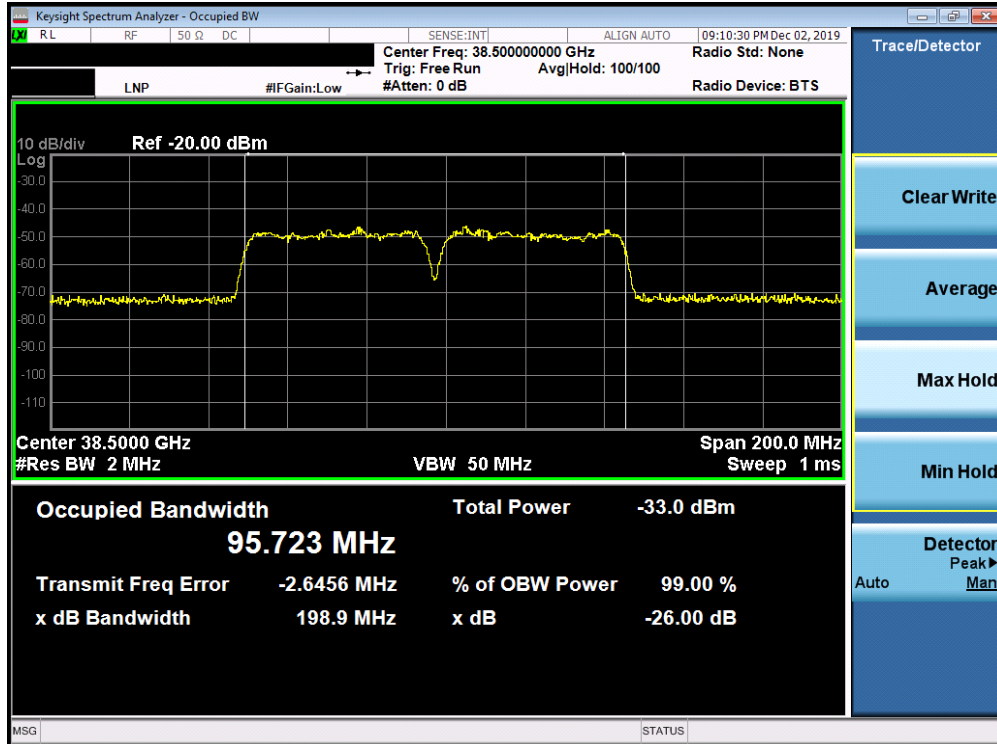 Keysight Spectrum Analyzer - Occupied BW
LXI RL RF 50 Ω DC SENSE:INT ALIGN AUTO 09:10:30 PM Dec 02, 2019
Center Freq: 38.500000000 GHz Radio Std: None
Trig: Free Run Avg|Hold: 100/100
LNP #IFGain:Low #Atten: 0 dB Radio Device: BTS
10 dB/div Ref -20.00 dBm
Log
-30.0
-40.0
-50.0
-60.0
-70.0
-80.0
-90.0
-100
-110
Center 38.5000 GHz Span 200.0 MHz
#Res BW 2 MHz VBW 50 MHz Sweep 1 ms
Occupied Bandwidth Total Power -33.0 dBm
95.723 MHz
Transmit Freq Error -2.6456 MHz % of OBW Power 99.00 %
x dB Bandwidth 198.9 MHz x dB -26.00 dB
MSG STATUS
Trace/Detector
Clear Write
Average
Max Hold
Min Hold
Detector
Peak▶
Auto Man